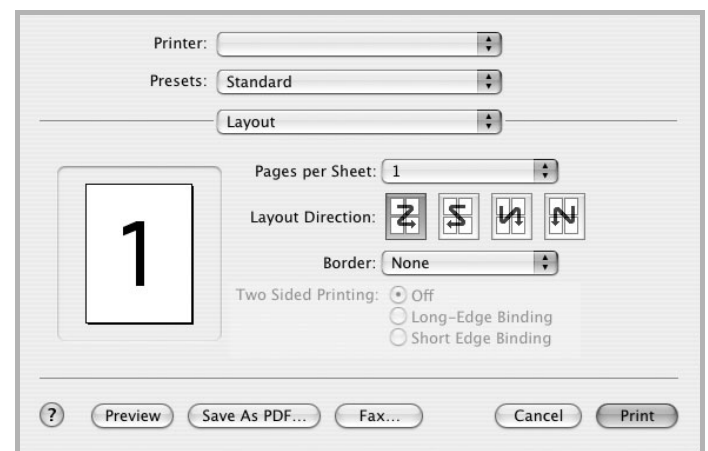 Printer:
Presets: Standard
Layout
Pages per Sheet: 1
1
Layout Direction:
Border: None
Two Sided Printing: Off
Long-Edge Binding
Short Edge Binding
? Preview Save As PDF... Fax... Cancel Print